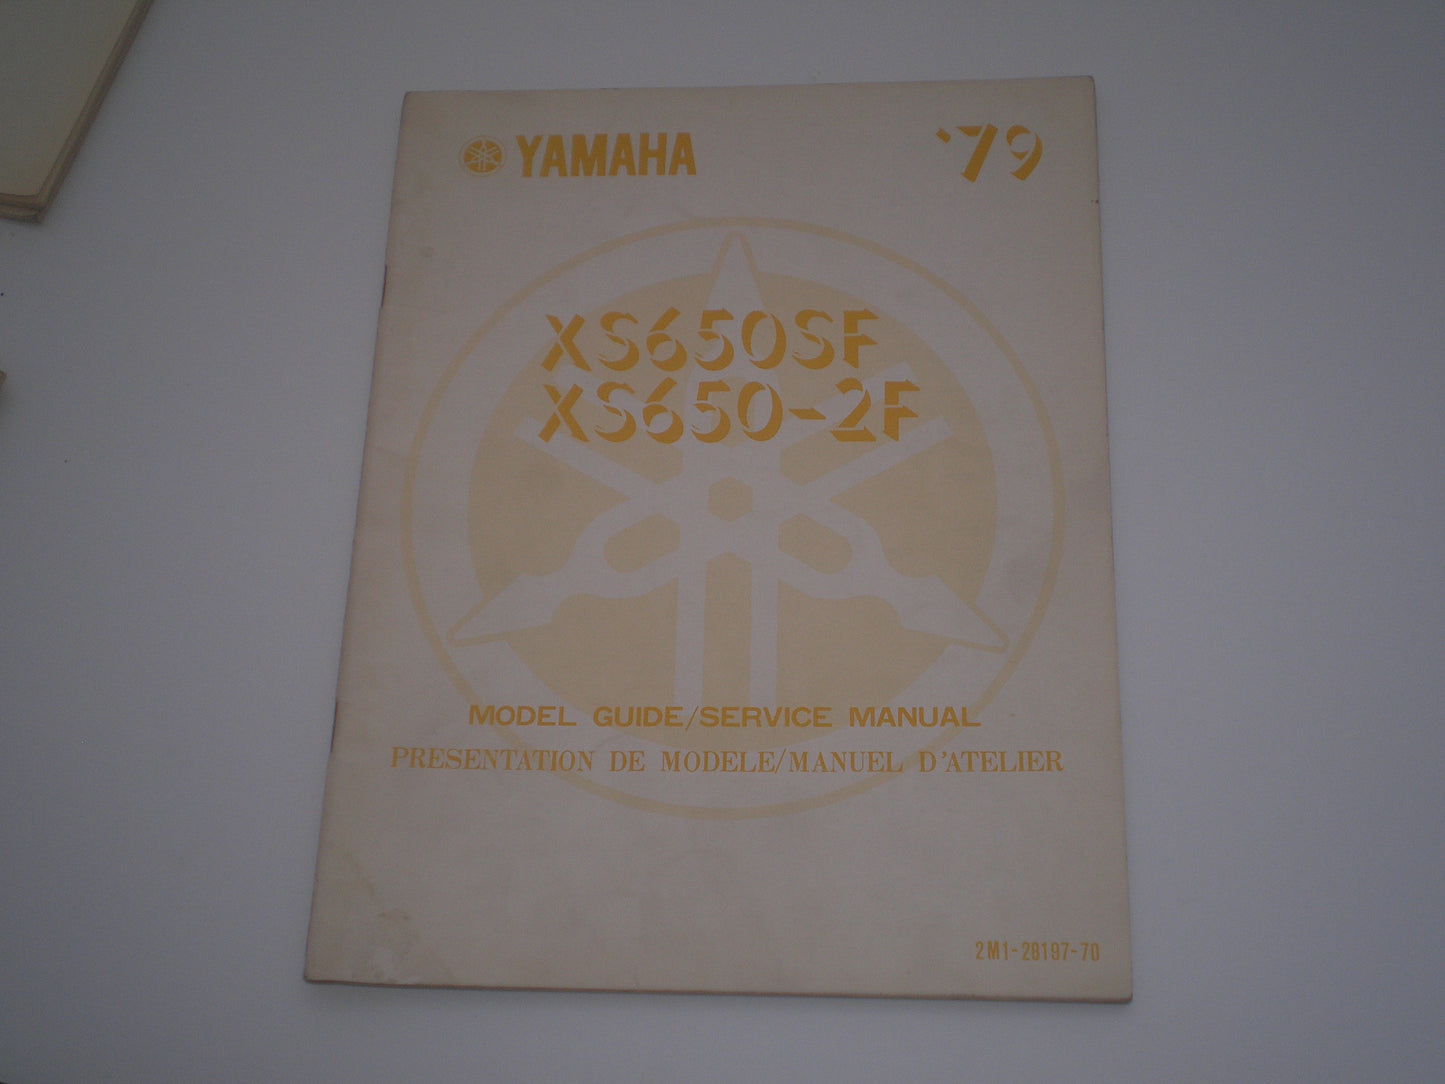 YAMAHA '79
XS650SF
XS650-2F
MODEL GUIDE/SERVICE MANUAL
PRESENTATION DE MODELE/MANUEL D'ATELIER
2M1-28197-70